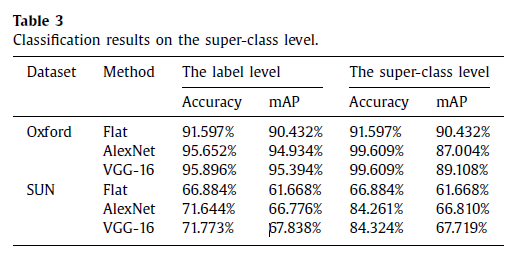 Table 3
Classification results on the super-class level.
Dataset Method The label level The super-class level
Accuracy mAP Accuracy mAP
Oxford Flat 91.597% 90.432% 91.597% 90.432%
AlexNet 95.652% 94.934% 99.609% 87.004%
VGG-16 95.896% 95.394% 99.609% 89.108%
SUN Flat 66.884% 61.668% 66.884% 61.668%
AlexNet 71.644% 66.776% 84.261% 66.810%
VGG-16 71.773% 67.838% 84.324% 67.719%